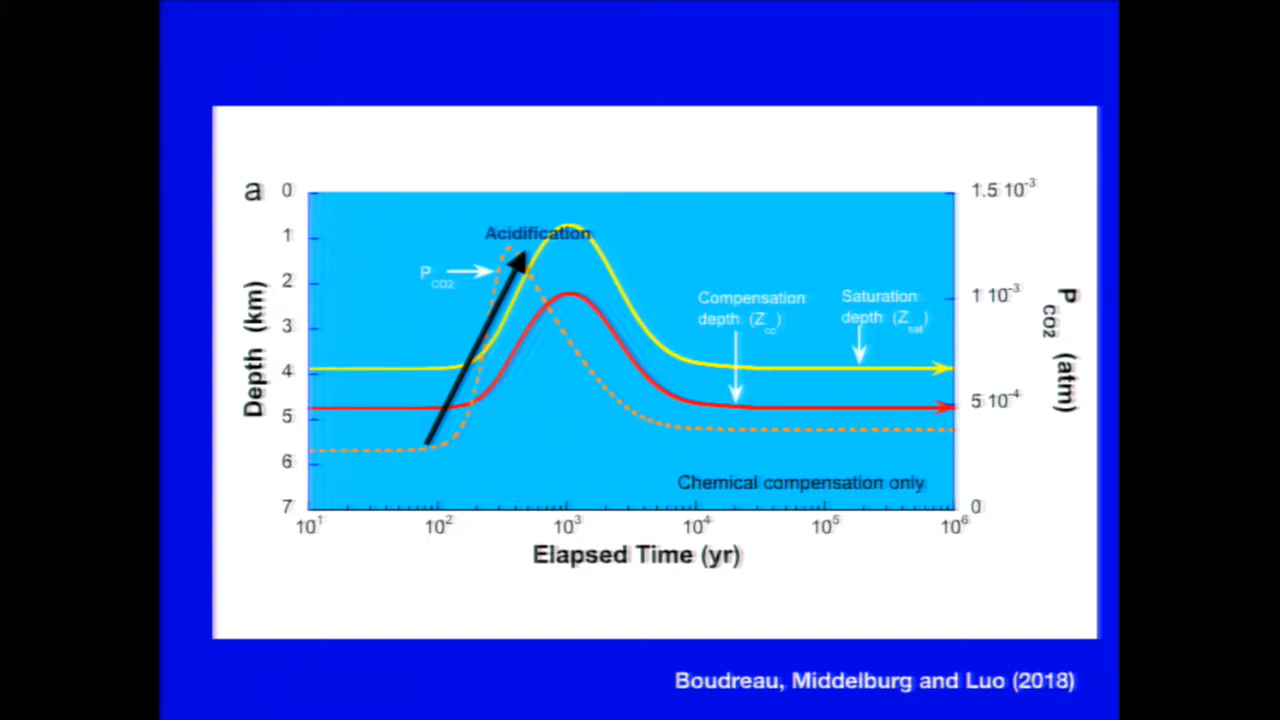 a
0
1
2
3
4
5
6
7
Depth (km)
Acidification
P CO2
Compensation
depth (Zcc)
Saturation
depth (Zsat)
Chemical compensation only
1.5 10-3
1 10-3
5 10-4
0
PCO2 (atm)
10¹ 10² 10³ 10⁴ 10⁵ 10⁶
Elapsed Time (yr)
Boudreau, Middelburg and Luo (2018)